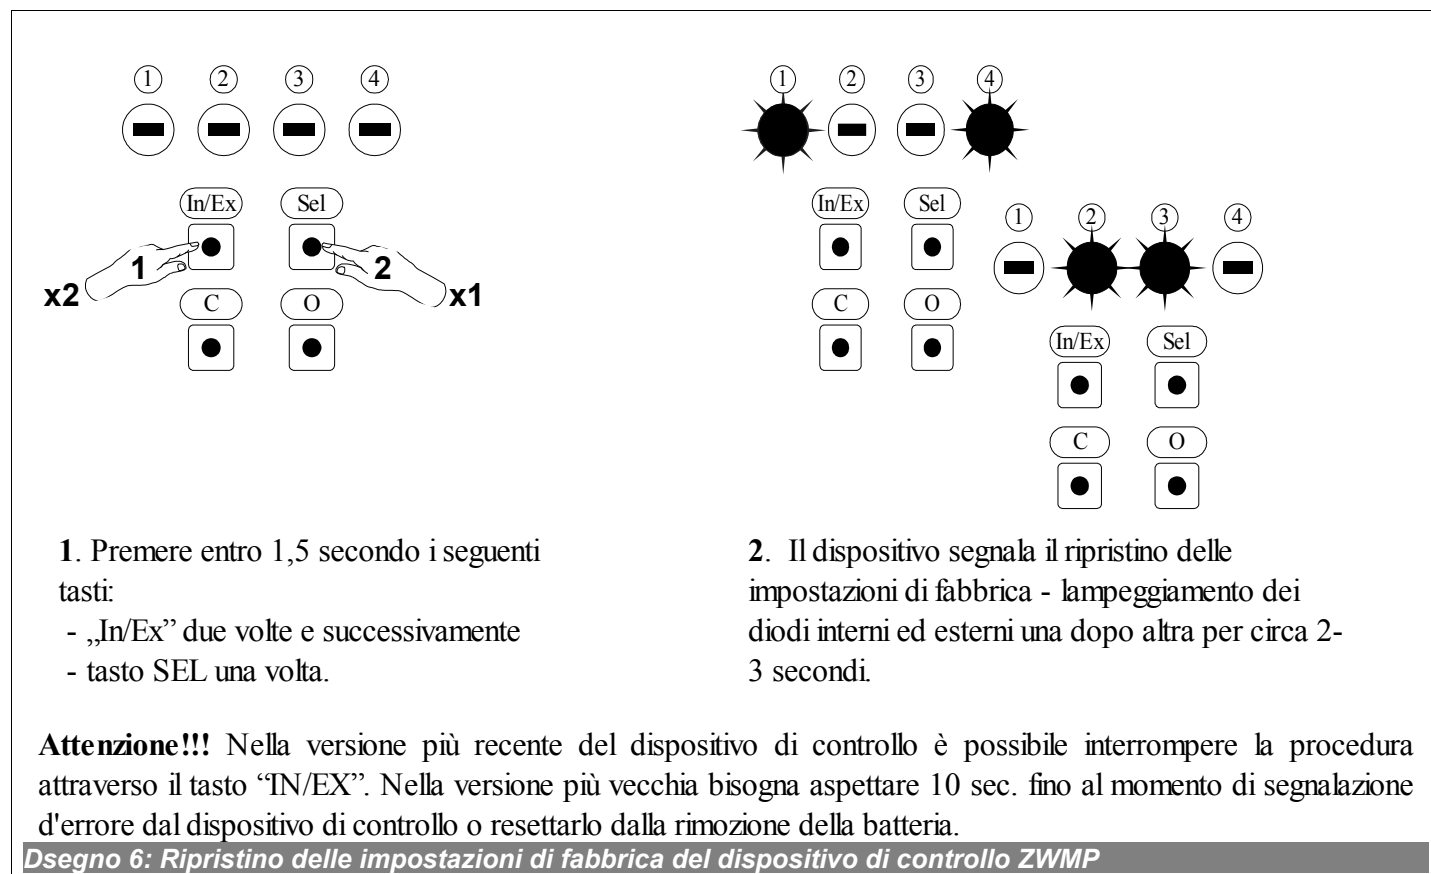 1 2 3 4
In/Ex Sel
1 2
x2 x1
C O
1 2 3 4
In/Ex Sel
C O
1 2 3 4
In/Ex Sel
C O
1. Premere entro 1,5 secondo i seguenti
tasti:
- „In/Ex” due volte e successivamente
- tasto SEL una volta.
2. Il dispositivo segnala il ripristino delle
impostazioni di fabbrica - lampeggiamento dei
diodi interni ed esterni una dopo altra per circa 2-
3 secondi.
Attenzione!!! Nella versione più recente del dispositivo di controllo è possibile interrompere la procedura
attraverso il tasto “IN/EX”. Nella versione più vecchia bisogna aspettare 10 sec. fino al momento di segnalazione
d'errore dal dispositivo di controllo o resettarlo dalla rimozione della batteria.
Dsegno 6: Ripristino delle impostazioni di fabbrica del dispositivo di controllo ZWMP